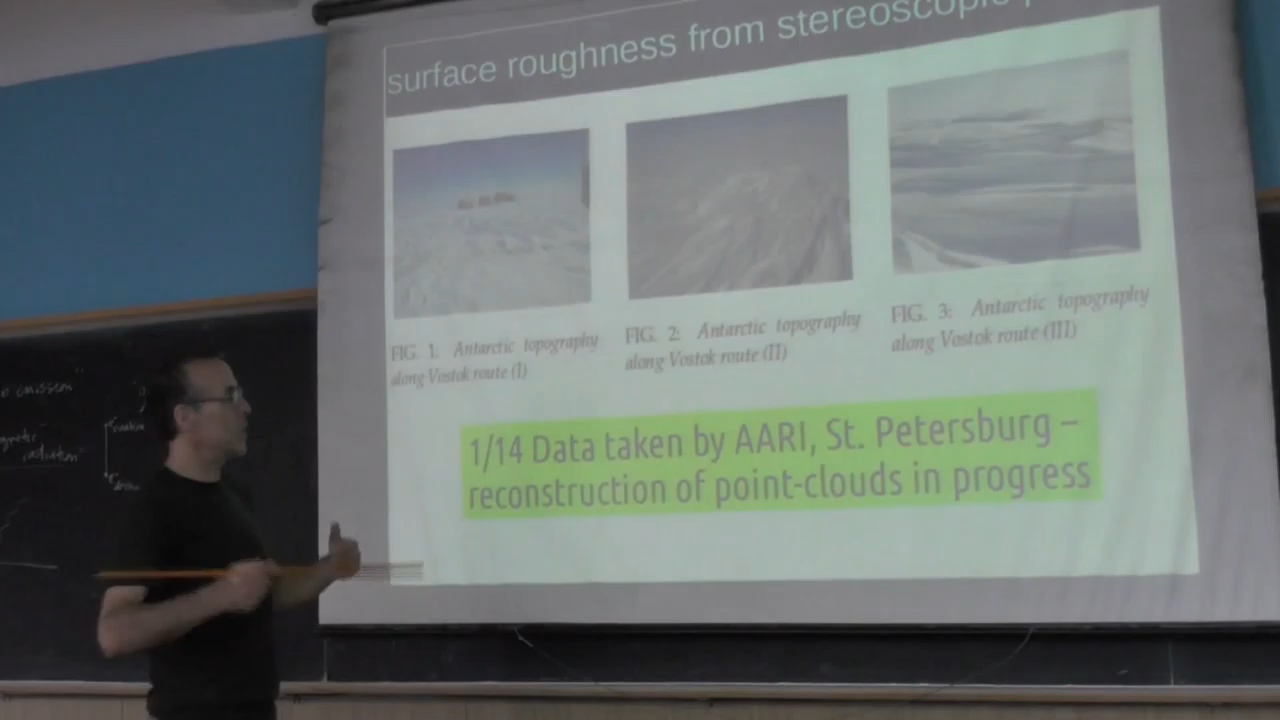 surface roughness from stereoscopic
FIG. 1: Antarctic topography
along Vostok route (I)
FIG. 2: Antarctic topography
along Vostok route (II)
FIG. 3: Antarctic topography
along Vostok route (III)
1/14 Data taken by AARI, St. Petersburg –
reconstruction of point-clouds in progress